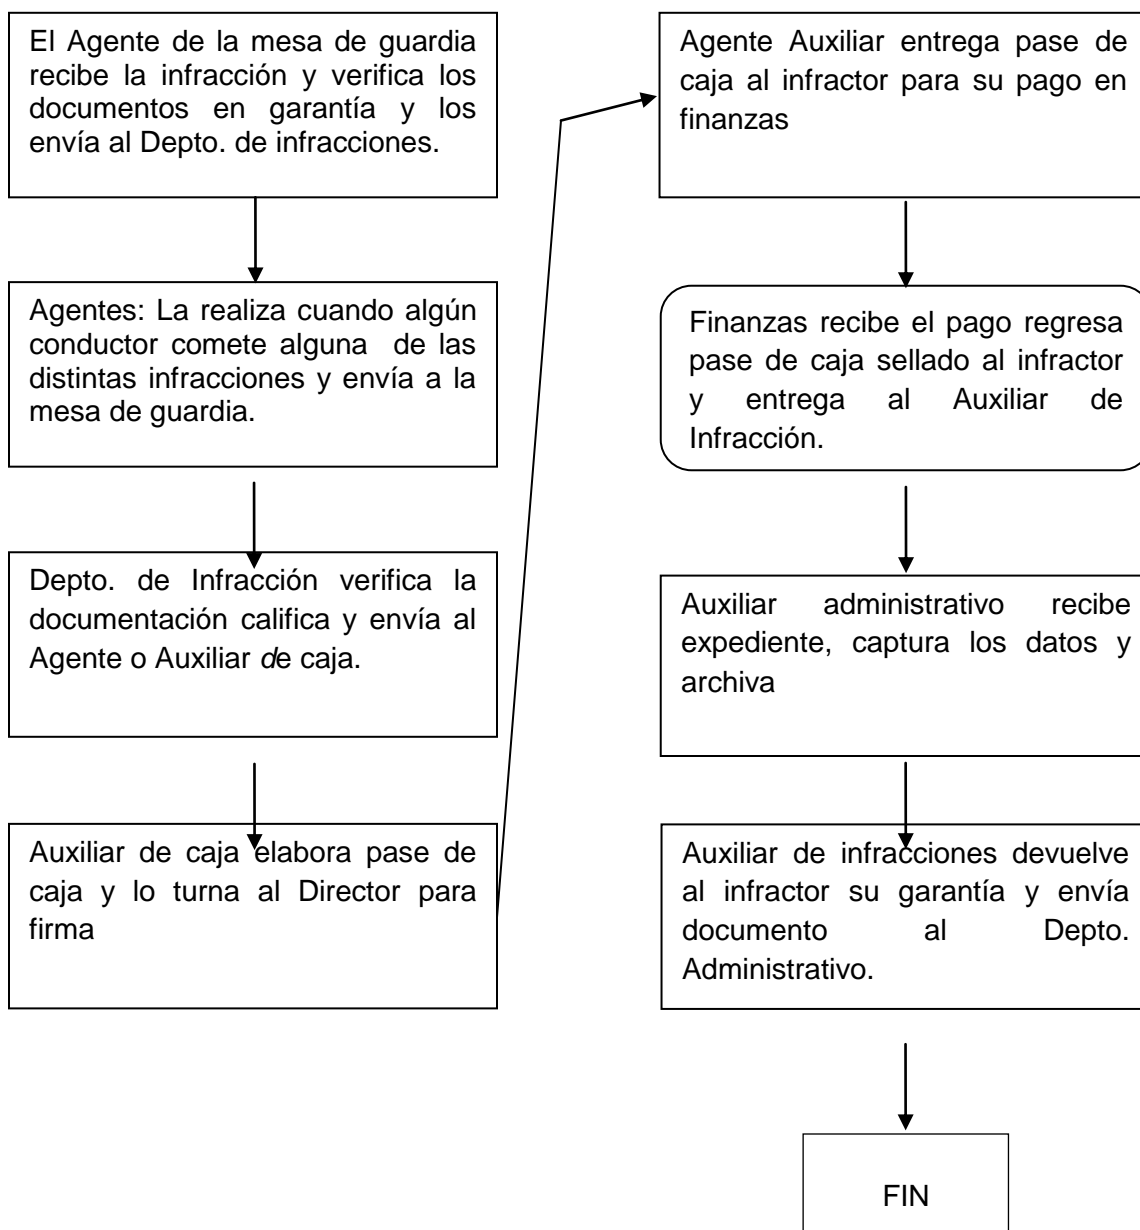 El Agente de la mesa de guardia
recibe la infracción y verifica los
documentos en garantía y los
envía al Depto. de infracciones.
Agentes: La realiza cuando algún
conductor comete alguna de las
distintas infracciones y envía a la
mesa de guardia.
Depto. de Infracción verifica la
documentación califica y envía al
Agente o Auxiliar de caja.
Auxiliar de caja elabora pase de
caja y lo turna al Director para
firma
Agente Auxiliar entrega pase de
caja al infractor para su pago en
finanzas
Finanzas recibe el pago regresa
pase de caja sellado al infractor
y entrega al Auxiliar de
Infracción.
Auxiliar administrativo recibe
expediente, captura los datos y
archiva
Auxiliar de infracciones devuelve
al infractor su garantía y envía
documento al Depto.
Administrativo.
FIN